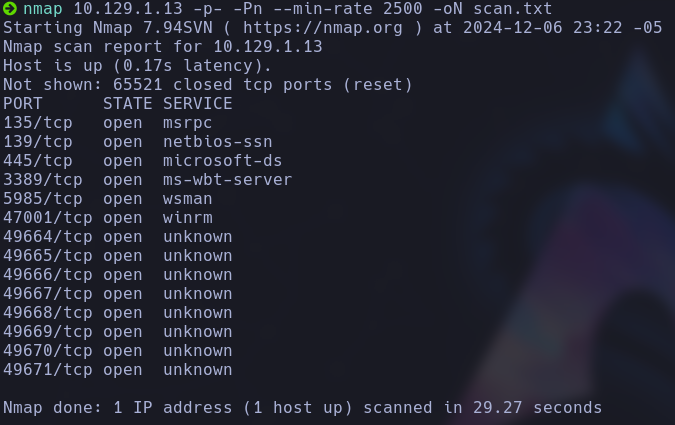 nmap 10.129.1.13 -p- -Pn --min-rate 2500 -oN scan.txt
Starting Nmap 7.94SVN ( https://nmap.org ) at 2024-12-06 23:22 -05
Nmap scan report for 10.129.1.13
Host is up (0.17s latency).
Not shown: 65521 closed tcp ports (reset)
PORT      STATE SERVICE
135/tcp   open  msrpc
139/tcp   open  netbios-ssn
445/tcp   open  microsoft-ds
3389/tcp  open  ms-wbt-server
5985/tcp  open  wsman
47001/tcp open  winrm
49664/tcp open  unknown
49665/tcp open  unknown
49666/tcp open  unknown
49667/tcp open  unknown
49668/tcp open  unknown
49669/tcp open  unknown
49670/tcp open  unknown
49671/tcp open  unknown
Nmap done: 1 IP address (1 host up) scanned in 29.27 seconds